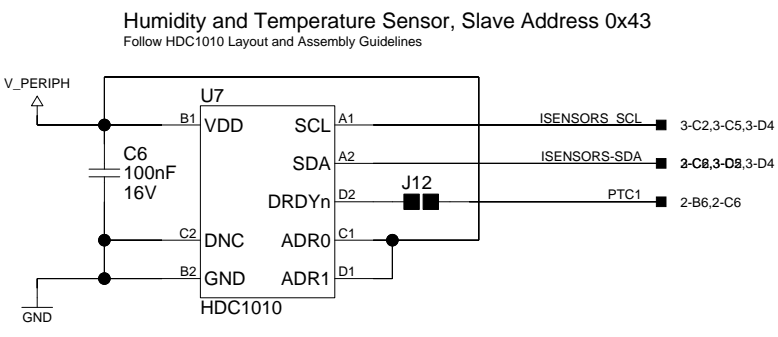 Humidity and Temperature Sensor, Slave Address 0x43
Follow HDC1010 Layout and Assembly Guidelines
V_PERIPH
U7
B1 VDD SCL A1 ISENSORS_SCL 3-C2,3-C5,3-D4
C6
100nF
16V
SDA A2 ISENSORS-SDA
J12
DRDYn D2 PTC1 2-B6,2-C6
C2 DNC ADR0 C1
B2 GND ADR1 D1
HDC1010
GND